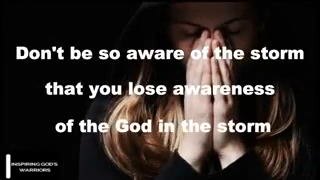 Don't be so aware of the storm
that you lose awareness
of the God in the storm
INSPIRING GOD'S
WARRIORS